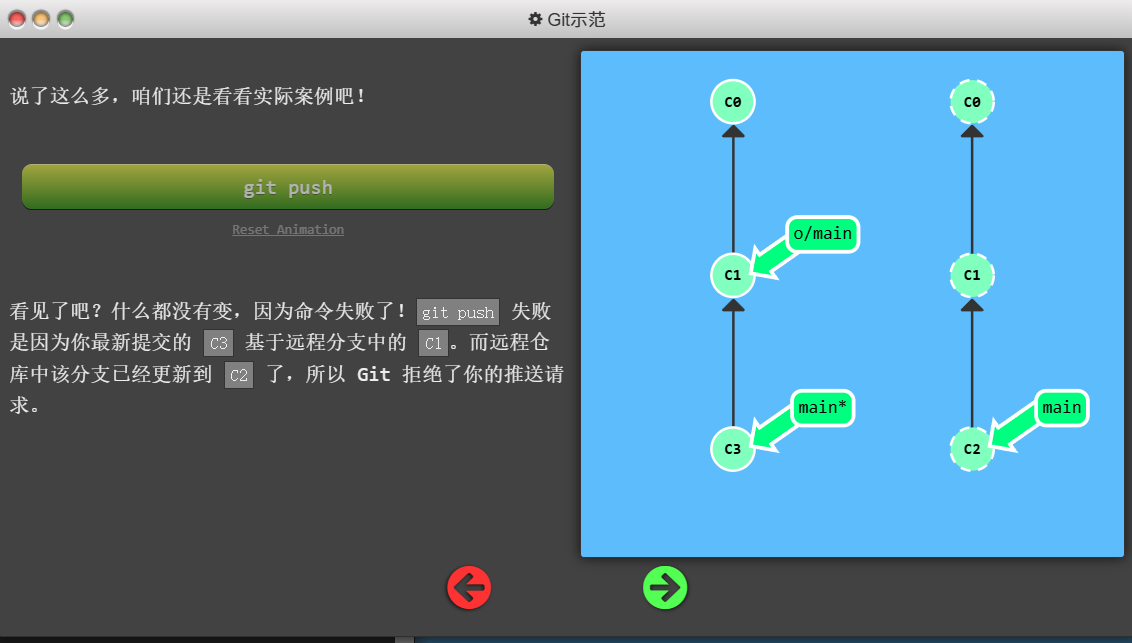 Git示范
说了这么多，咱们还是看看实际案例吧！
git push
Reset Animation
看见了吧？什么都没有变，因为命令失败了！git push 失败
是因为你最新提交的 C3 基于远程分支中的 C1。而远程仓
库中该分支已经更新到 C2 了，所以 Git 拒绝了你的推送请
求。
C0
C0
o/main
C1
C1
main*
main
C3
C2